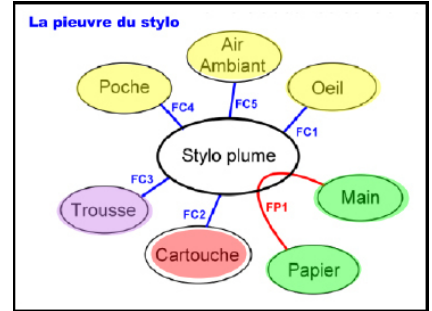 La pieuvre du stylo
Air
Ambiant
Poche
Oeil
FC4
FC5
FC1
Stylo plume
FC3
Trousse
FC2
FP1
Main
Cartouche
Papier